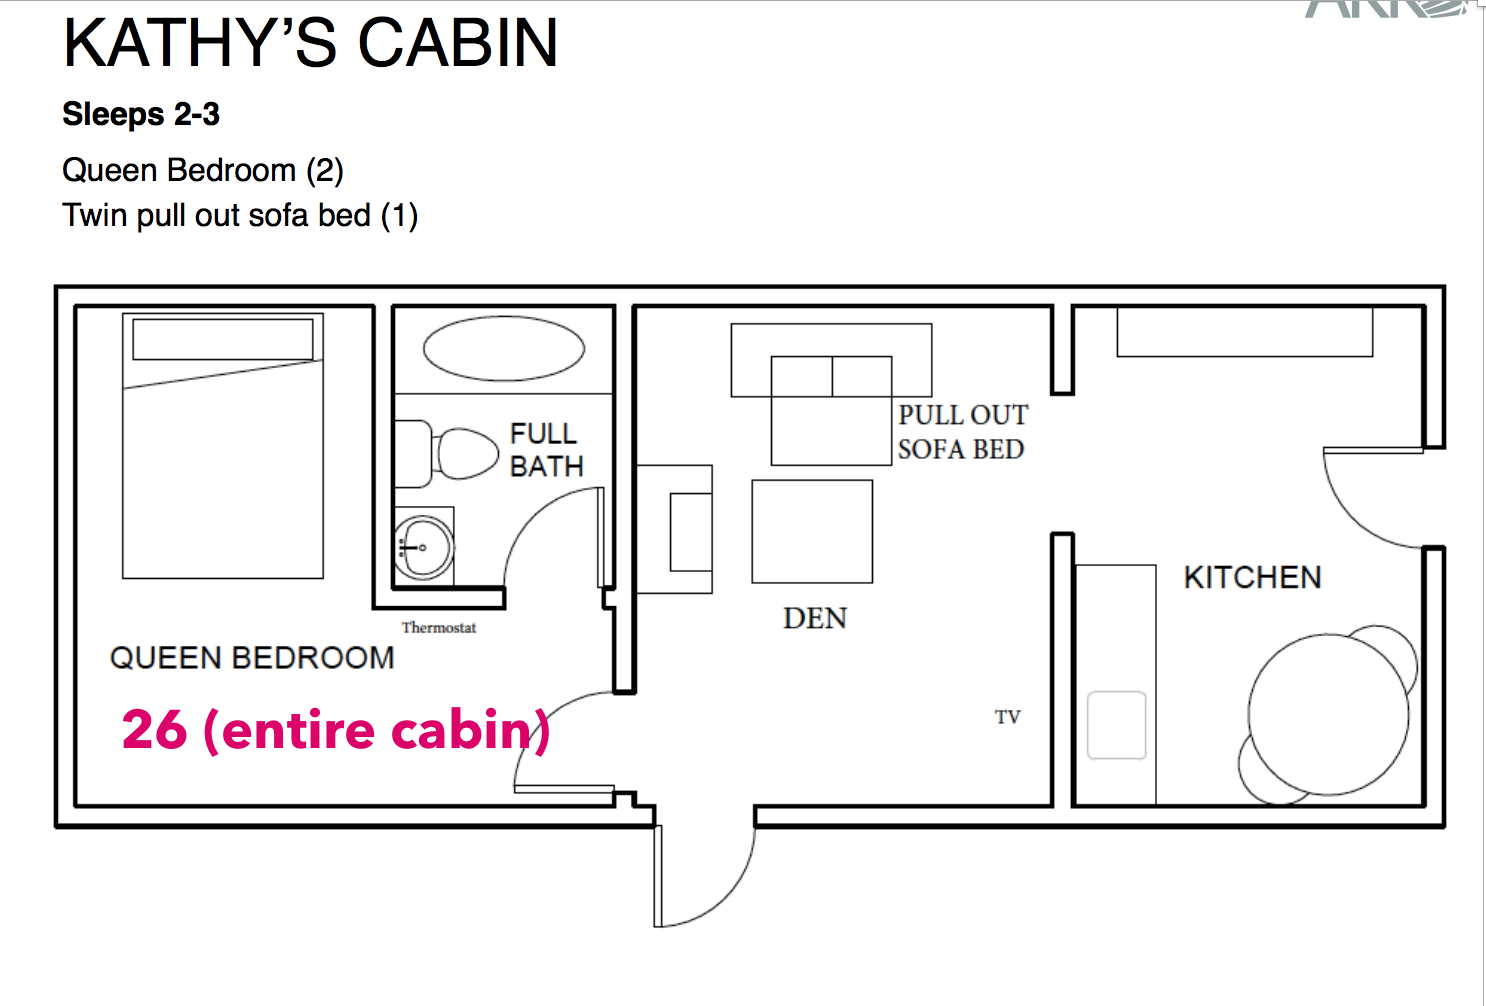 KATHY’S CABIN
Sleeps 2-3
Queen Bedroom (2)
Twin pull out sofa bed (1)
PULL OUT
SOFA BED
FULL
BATH
KITCHEN
DEN
Thermostat
QUEEN BEDROOM
26 (entire cabin)
TV